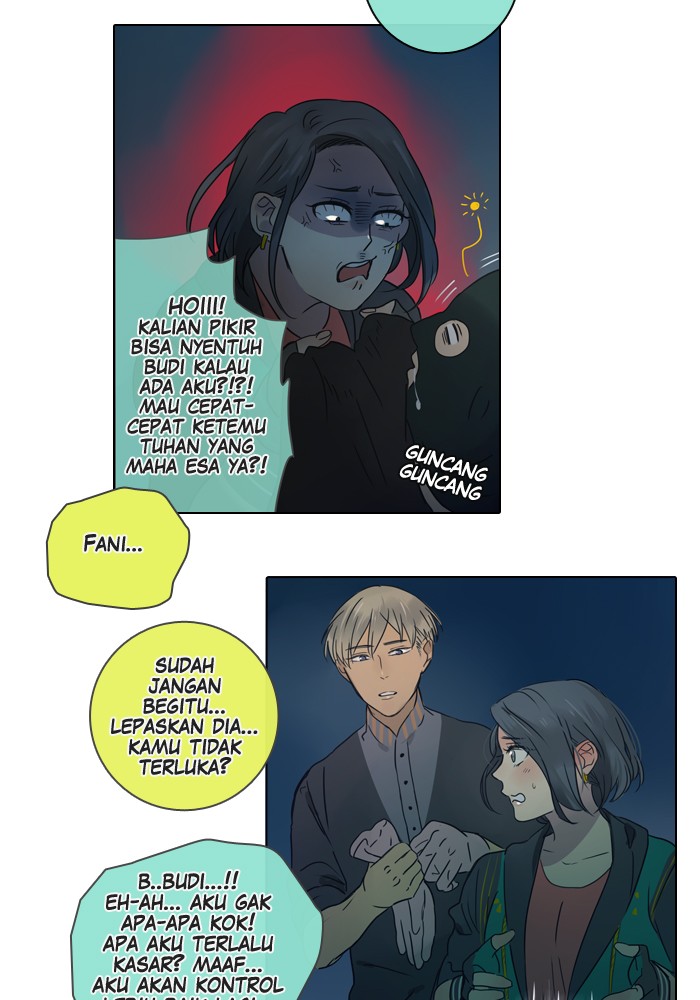 HOIII!
KALIAN PIKIR
BISA NYENTUH
BUDI KALAU
ADA AKU?!?!
MAU CEPAT-
CEPAT KETEMU
TUHAN YANG
MAHA ESA YA?!
GUNCANG
GUNCANG
FANI...
SUDAH
JANGAN
BEGITU...
LEPASKAN DIA...
KAMU TIDAK
TERLUKA?
B..BUDI...!!
EH-AH... AKU GAK
APA-APA KOK!
APA AKU TERLALU
KASAR? MAAF...
AKU AKAN KONTROL